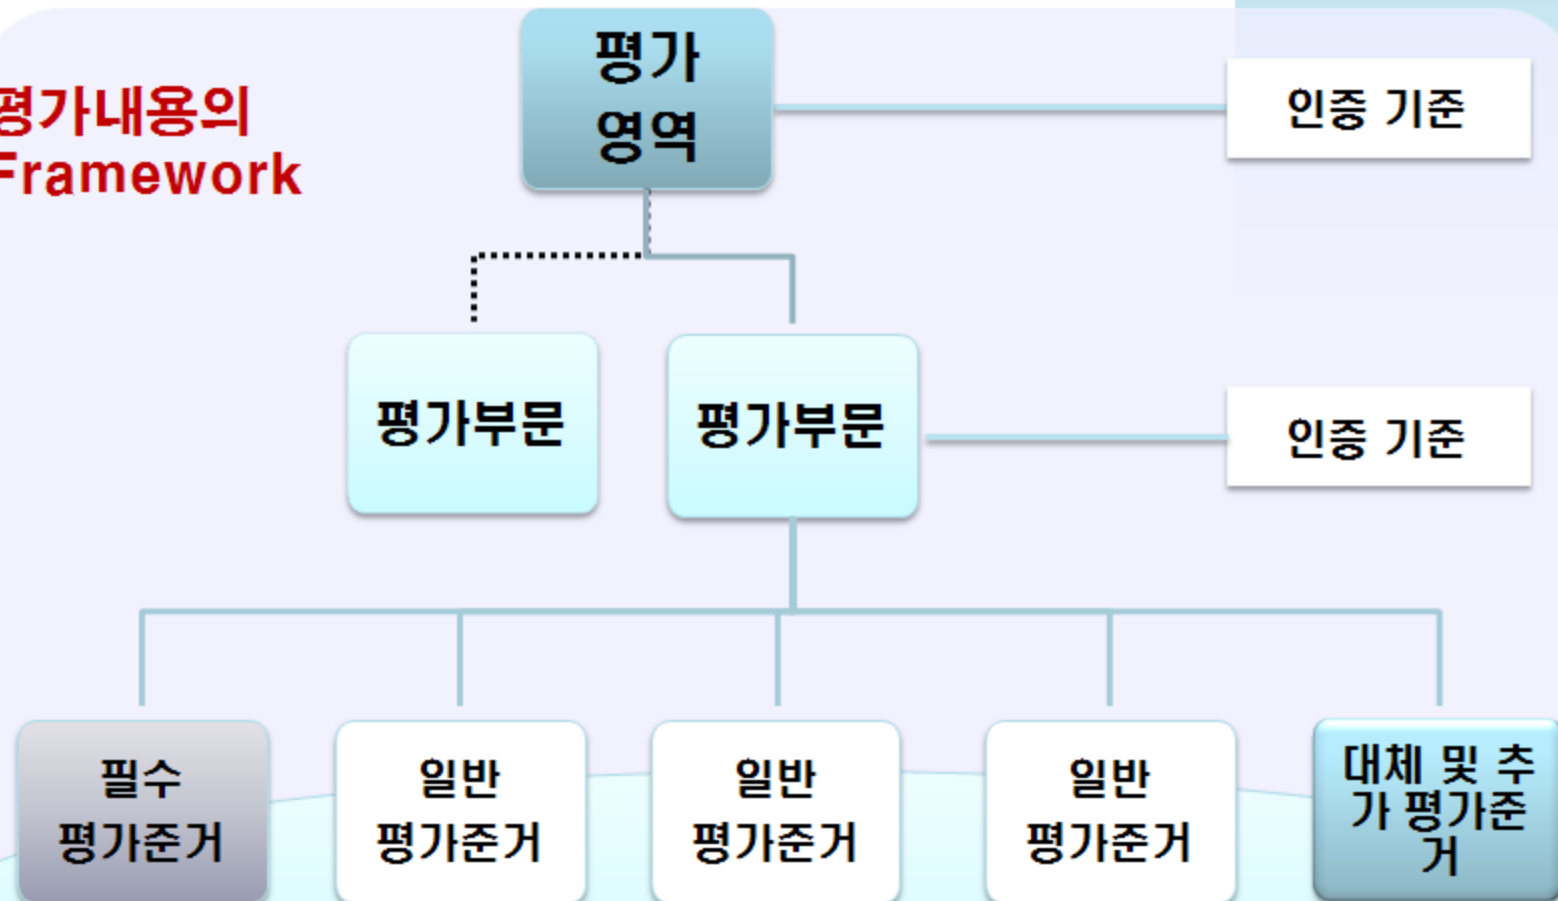 평가
영역
인증 기준
평가내용의
Framework
평가부문
평가부문
인증 기준
필수
평가준거
일반
평가준거
일반
평가준거
일반
평가준거
대체 및 추
가 평가준
거